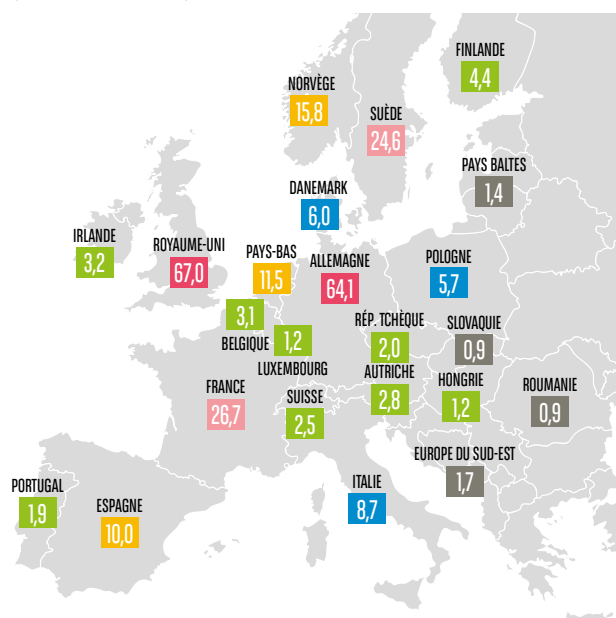 FINLANDE
4,4
NORVÈGE
15,8
SUÈDE
24,6
PAYS BALTES
1,4
DANEMARK
6,0
IRLANDE
3,2
ROYAUME-UNI
67,0
PAYS-BAS
11,5
ALLEMAGNE
64,1
POLOGNE
5,7
3,1
BELGIQUE
1,2
LUXEMBOURG
RÉP. TCHÈQUE
2,0
SLOVAQUIE
0,9
FRANCE
26,7
SUISSE
2,5
AUTRICHE
2,8
HONGRIE
1,2
ROUMANIE
0,9
EUROPE DU SUD-EST
1,7
PORTUGAL
1,9
ESPAGNE
10,0
ITALIE
8,7